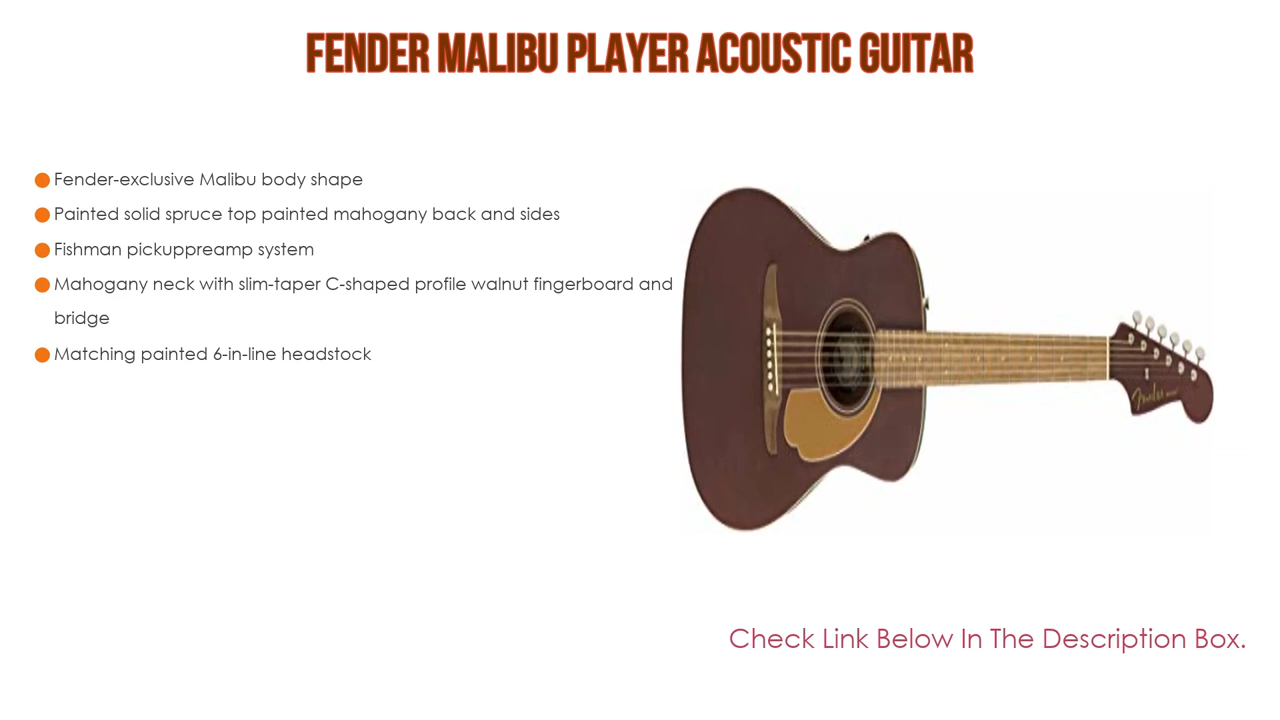 FENDER MALIBU PLAYER ACOUSTIC GUITAR
Fender-exclusive Malibu body shape
Painted solid spruce top painted mahogany back and sides
Fishman pickuppreamp system
Mahogany neck with slim-taper C-shaped profile walnut fingerboard and
bridge
Matching painted 6-in-line headstock
Fender
Check Link Below In The Description Box.